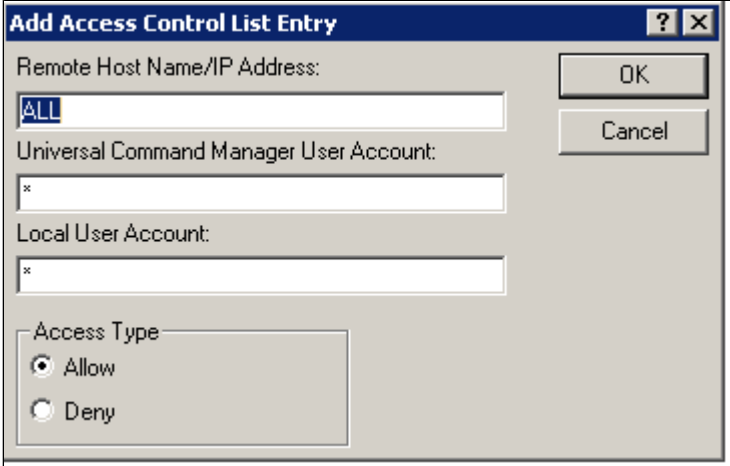 Add Access Control List Entry
Remote Host Name/IP Address:
OK
ALL
Cancel
Universal Command Manager User Account:
*
Local User Account:
*
Access Type
Allow
Deny